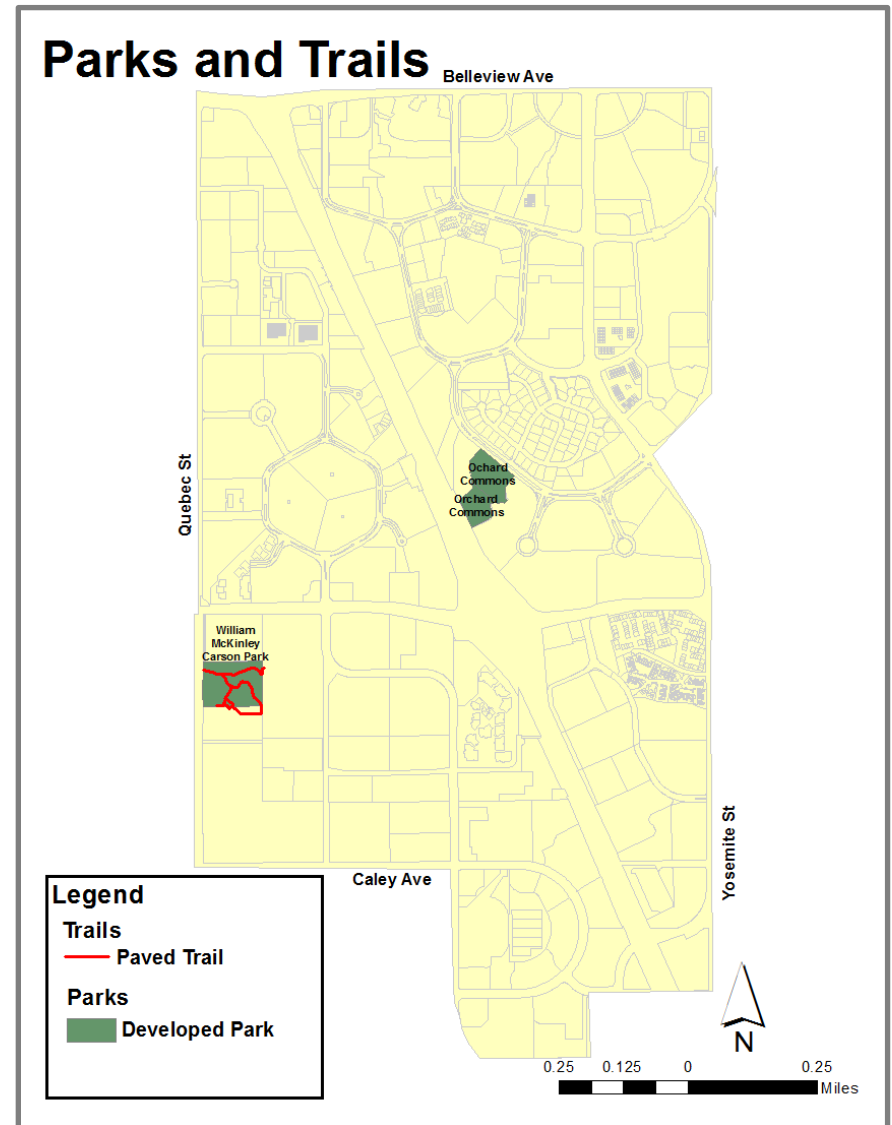 Parks and Trails
Belleview Ave
Quebec St
Ochard
Commons
Orchard
Commons
William
McKinley
Carson Park
Yosemite St
Caley Ave
Legend
Trails
Paved Trail
Parks
Developed Park
N
0.25 0.125 0 0.25
Miles